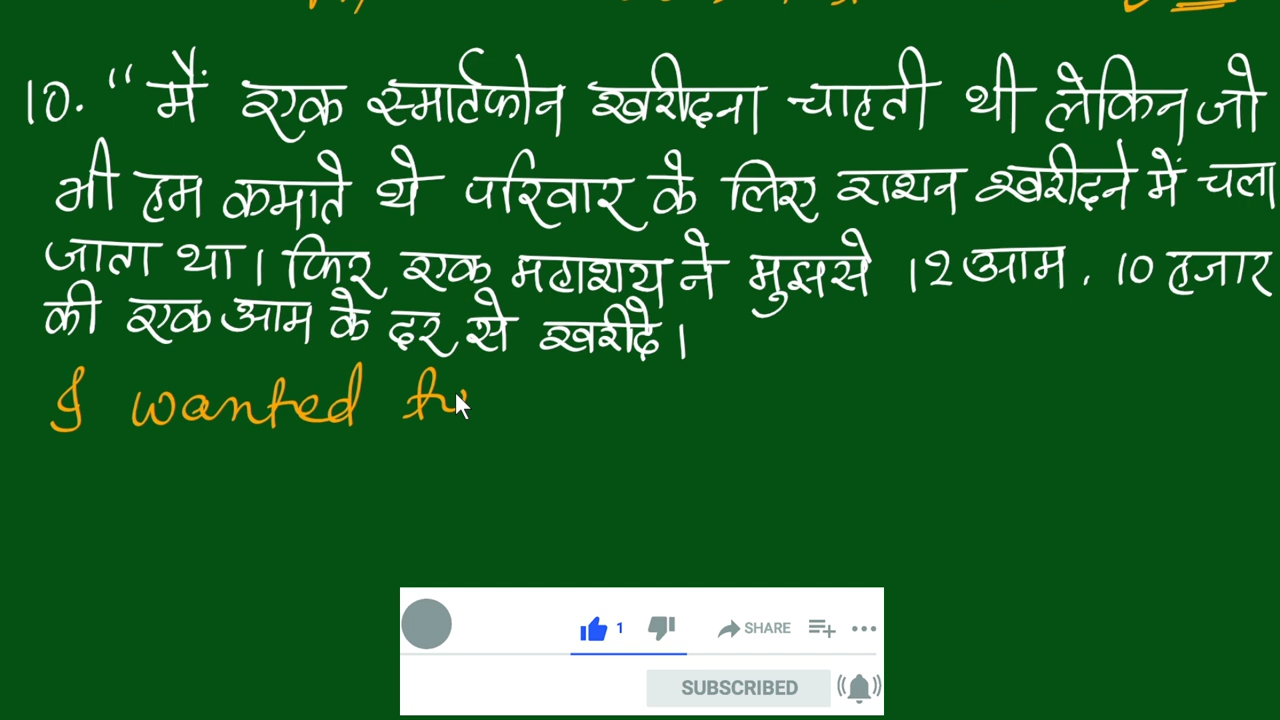 10. “ मैं एक स्मार्टफोन खरीदना चाहती थी लेकिन जो
भी हम कमाते थे परिवार के लिए राशन खरीदने में चला
जाता था। फिर एक महाशय ने मुझसे 12 आम, 10 हजार
की एक आम के दर से खरीदे।
I wanted
1 SHARE
SUBSCRIBED